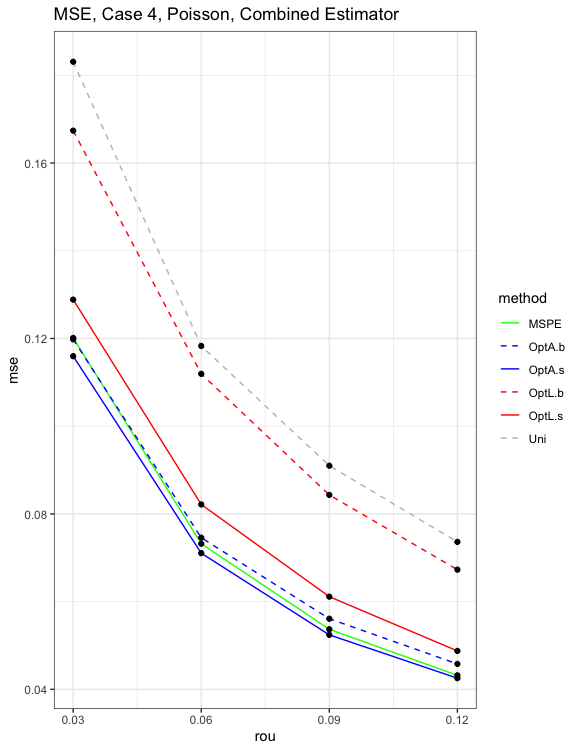 MSE, Case 4, Poisson, Combined Estimator
mse
0.16
0.12
0.08
0.04
0.03 0.06 0.09 0.12
rou
method
MSPE
OptA.b
OptA.s
OptL.b
OptL.s
Uni